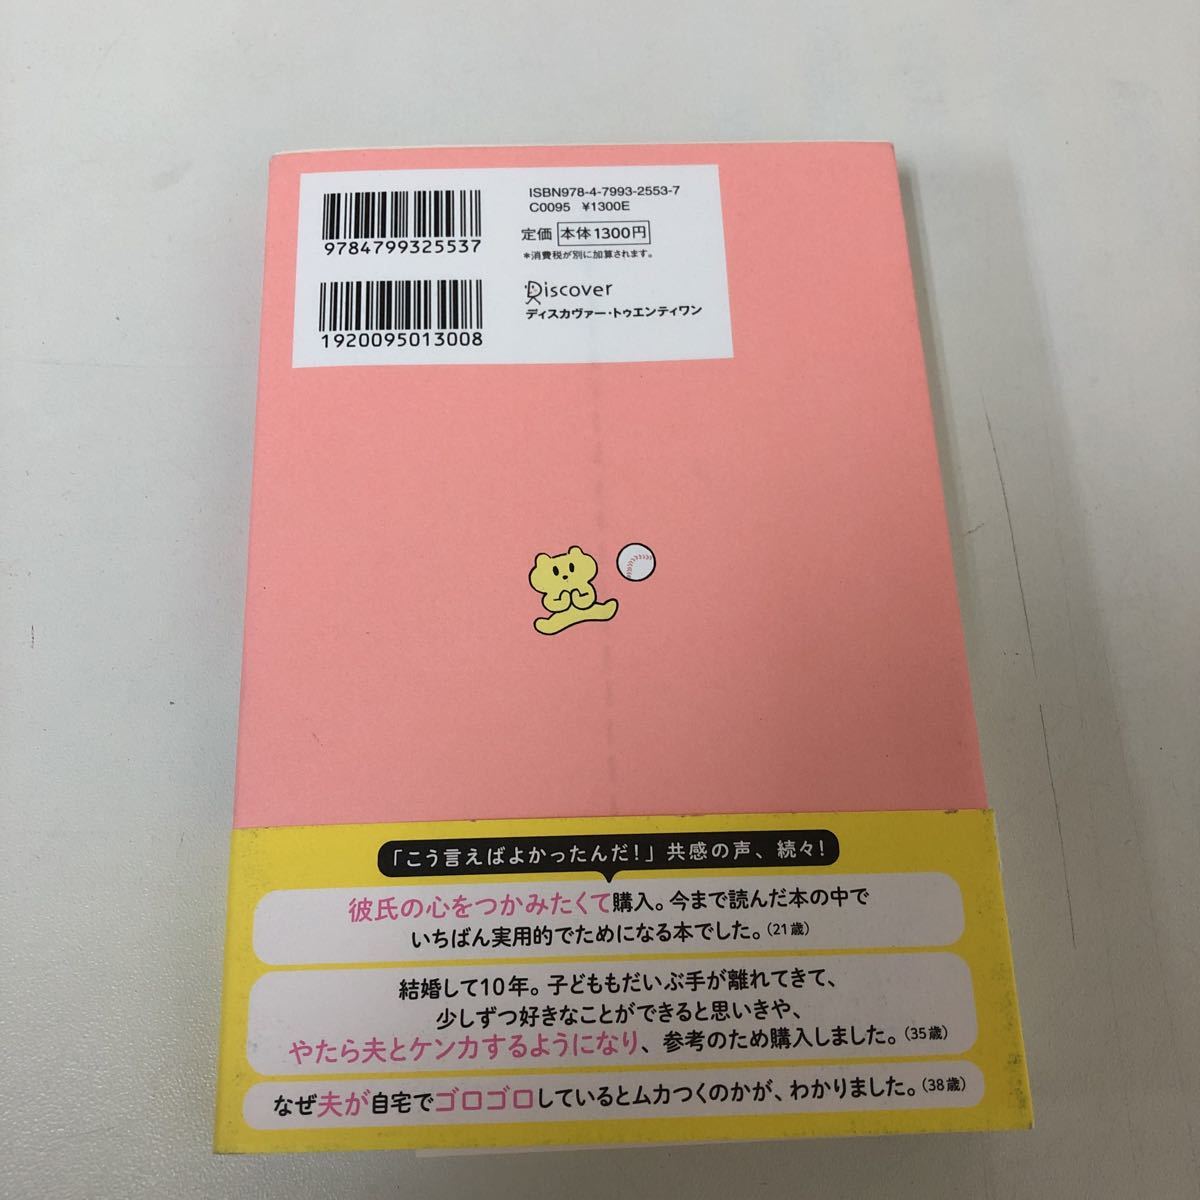 9784799325537
1920095013008
ISBN978-4-7993-2553-7
C0095 ¥1300E
定価 本体1300円
*消費税が別に加算されます。
Discover
ディスカヴァー・トゥエンティワン
「こう言えばよかったんだ!」共感の声、続々!
彼氏の心をつかみたくて購入。今まで読んだ本の中で
いちばん実用的でためになる本でした。(21歳)
結婚して10年。子どももだいぶ手が離れてきて、
少しずつ好きなことができると思いきや、
やたら夫とケンカするようになり、参考のため購入しました。(35歳)
なぜ夫が自宅でゴロゴロしているとムカつくのかが、わかりました。(38歳)